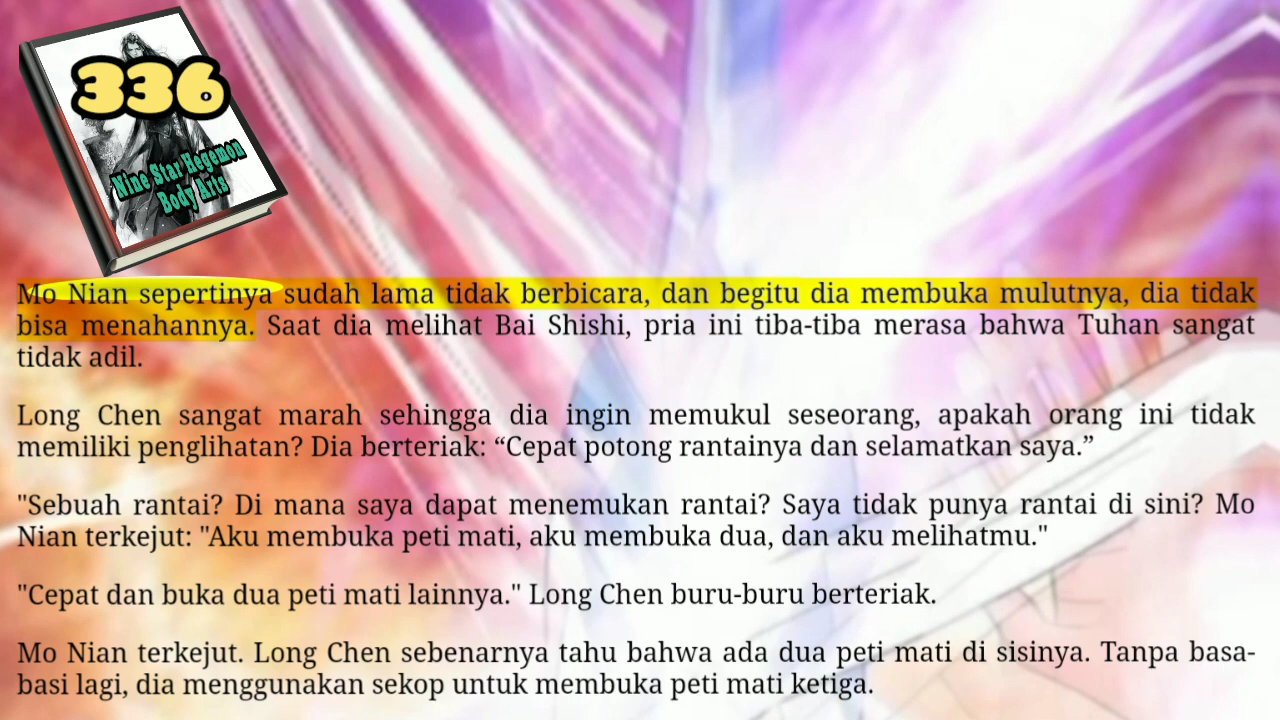 336
Nine Star Hegemon
Body Arts
Mo Nian sepertinya sudah lama tidak berbicara, dan begitu dia membuka mulutnya, dia tidak
bisa menahannya. Saat dia melihat Bai Shishi, pria ini tiba-tiba merasa bahwa Tuhan sangat
tidak adil.
Long Chen sangat marah sehingga dia ingin memukul seseorang, apakah orang ini tidak
memiliki penglihatan? Dia berteriak: “Cepat potong rantainya dan selamatkan saya.”
"Sebuah rantai? Di mana saya dapat menemukan rantai? Saya tidak punya rantai di sini? Mo
Nian terkejut: "Aku membuka peti mati, aku membuka dua, dan aku melihatmu."
"Cepat dan buka dua peti mati lainnya." Long Chen buru-buru berteriak.
Mo Nian terkejut. Long Chen sebenarnya tahu bahwa ada dua peti mati di sisinya. Tanpa basa-
basi lagi, dia menggunakan sekop untuk membuka peti mati ketiga.